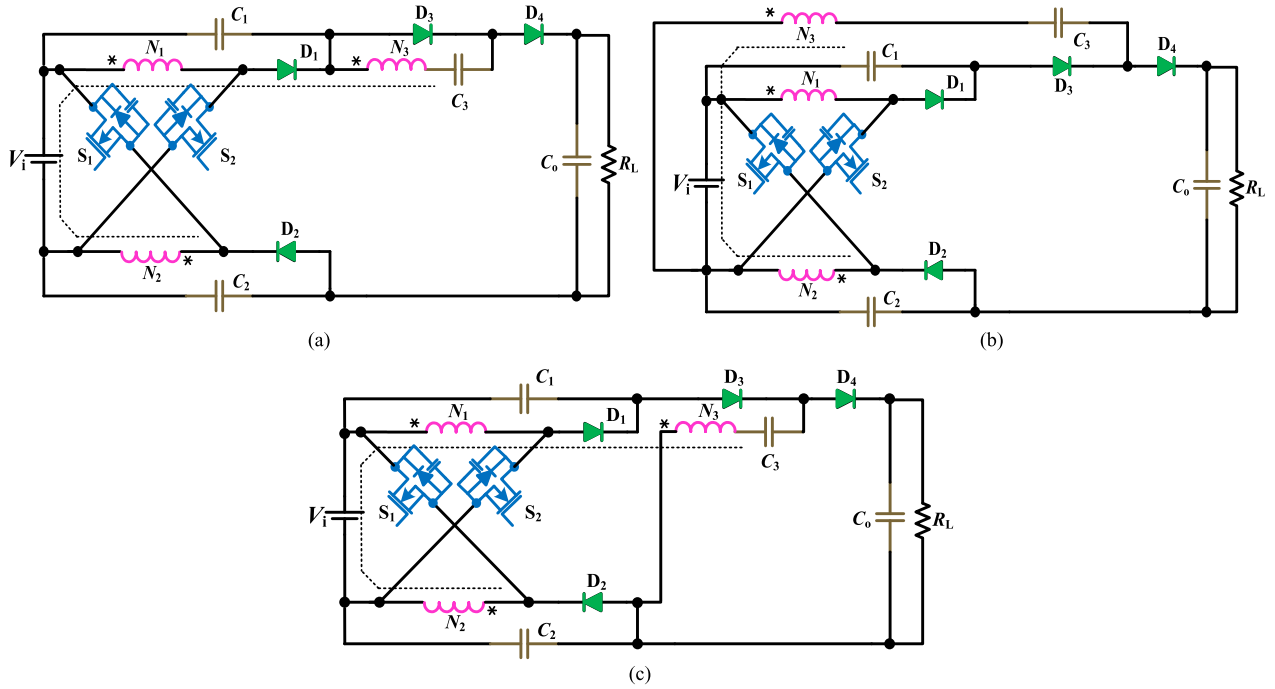 C1 D3 D4
N1 D1 * N3
*
C3
S1 S2
Vi Co RL
D2
N2 *
C2
(a)
* N3 C3
C1 D4
* N1 D1 D3
S1 S2
Vi Co RL
D2
N2 *
C2
(b)
C1 D3 D4
* N1 D1 * N3
C3
S1 S2
Vi Co RL
D2
N2 *
C2
(c)